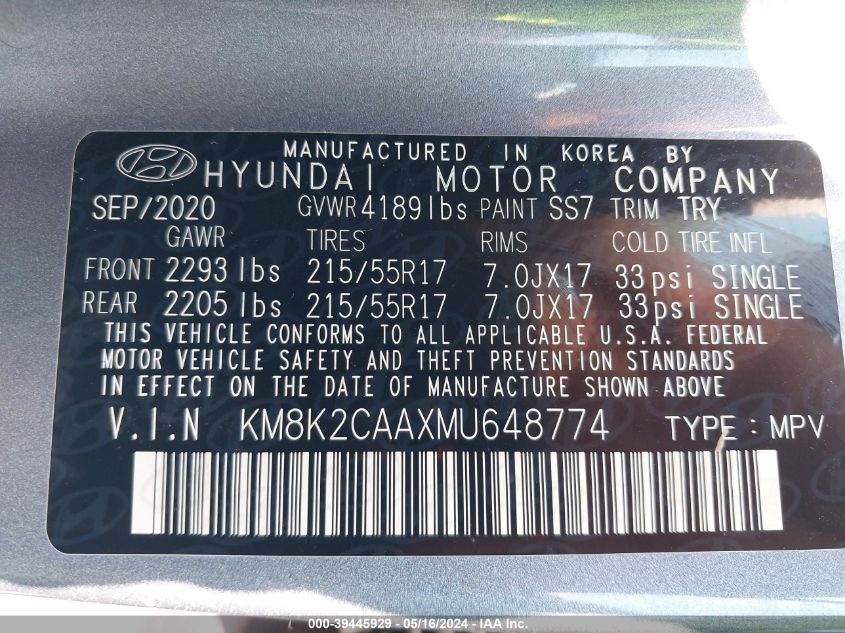 MANUFACTURED IN KOREA BY
HYUNDAI MOTOR COMPANY
SEP/2020 GVWR 4189lbs PAINT SS7 TRIM TRY
GAWR TIRES RIMS COLD TIRE INFL
FRONT 2293 lbs 215/55R17 7.0JX17 33psi SINGLE
REAR 2205 lbs 215/55R17 7.0JX17 33psi SINGLE
THIS VEHICLE CONFORMS TO ALL APPLICABLE U.S.A. FEDERAL
MOTOR VEHICLE SAFETY AND THEFT PREVENTION STANDARDS
IN EFFECT ON THE DATE OF MANUFACTURE SHOWN ABOVE.
V.I.N KM8K2CAAXMU648774 TYPE : MPV
000-39445929 - 05/16/2024 - IAA Inc.